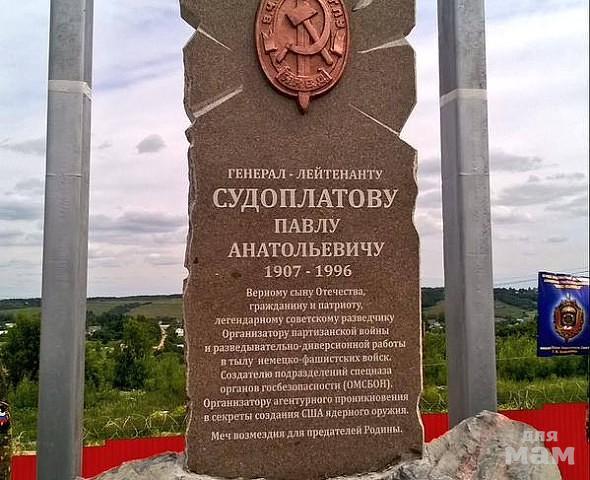 ВЧК
ОГПУ
ГЕНЕРАЛ - ЛЕЙТЕНАНТУ
СУДОПЛАТОВУ
ПАВЛУ
АНАТОЛЬЕВИЧУ
1907 - 1996
Верному сыну Отечества,
гражданину и патриоту,
легендарному советскому разведчику
Организатору партизанской войны
и разведывательно-диверсионной работы
в тылу немецко-фашистских войск.
Создателю подразделений спецназа
органов госбезопасности (ОМСБОН).
Организатору агентурного проникновения
в секреты создания США ядерного оружия.
Меч возмездия для предателей Родины.
для
мам